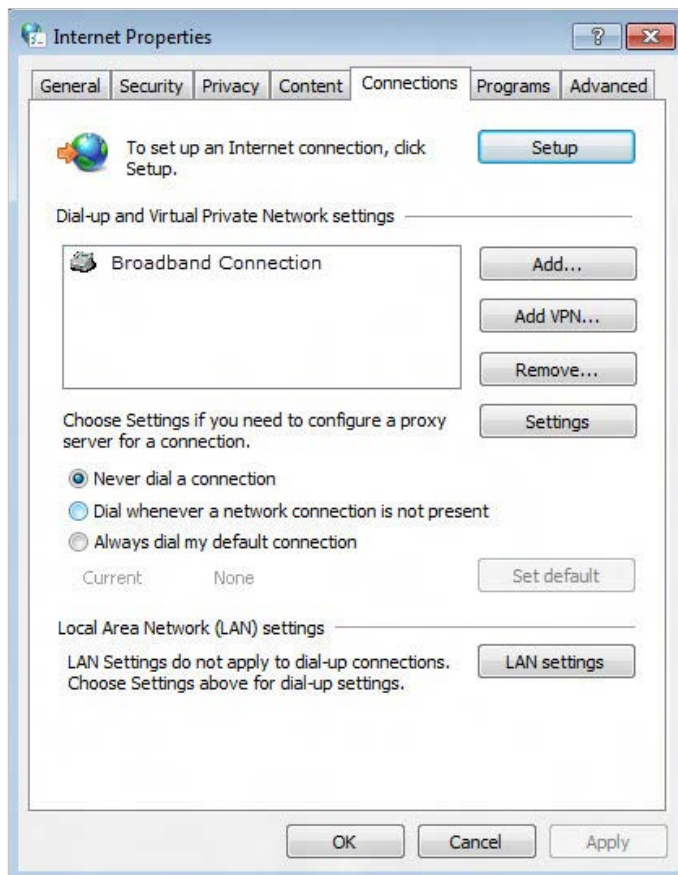 Internet Properties
General Security Privacy Content Connections Programs Advanced
To set up an Internet connection, click
Setup.
Setup
Dial-up and Virtual Private Network settings
Broadband Connection
Add...
Add VPN...
Remove...
Choose Settings if you need to configure a proxy
server for a connection.
Settings
Never dial a connection
Dial whenever a network connection is not present
Always dial my default connection
Current None
Set default
Local Area Network (LAN) settings
LAN Settings do not apply to dial-up connections.
Choose Settings above for dial-up settings.
LAN settings
OK Cancel Apply